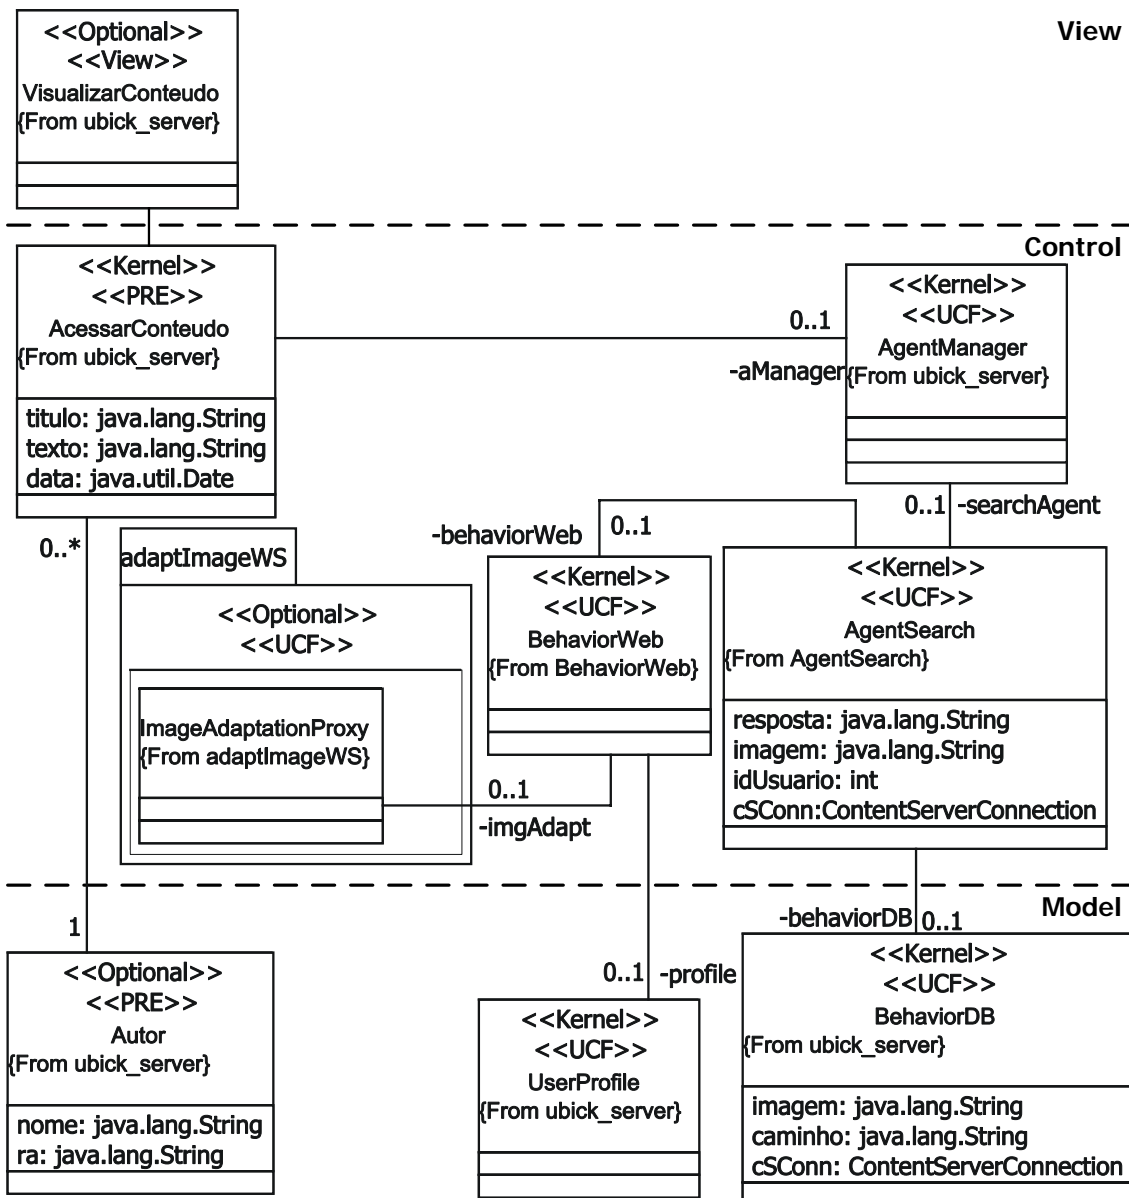 <<Optional>>
<<View>>
VisualizarConteudo
{From ubick_server}
View
Control
<<Kernel>>
<<PRE>>
AcessarConteudo
{From ubick_server}
titulo: java.lang.String
texto: java.lang.String
data: java.util.Date
0..1
-aManager
<<Kernel>>
<<UCF>>
AgentManager
{From ubick_server}
0..1 -searchAgent
0..*
adaptImageWS
<<Optional>>
<<UCF>>
ImageAdaptationProxy
{From adaptImageWS}
-behaviorWeb
0..1
<<Kernel>>
<<UCF>>
BehaviorWeb
{From BehaviorWeb}
0..1
-imgAdapt
<<Kernel>>
<<UCF>>
AgentSearch
{From AgentSearch}
resposta: java.lang.String
imagem: java.lang.String
idUsuario: int
cSConn:ContentServerConnection
Model
1
<<Optional>>
<<PRE>>
Autor
{From ubick_server}
nome: java.lang.String
ra: java.lang.String
0..1 -profile
<<Kernel>>
<<UCF>>
UserProfile
{From ubick_server}
-behaviorDB 0..1
<<Kernel>>
<<UCF>>
BehaviorDB
{From ubick_server}
imagem: java.lang.String
caminho: java.lang.String
cSConn: ContentServerConnection